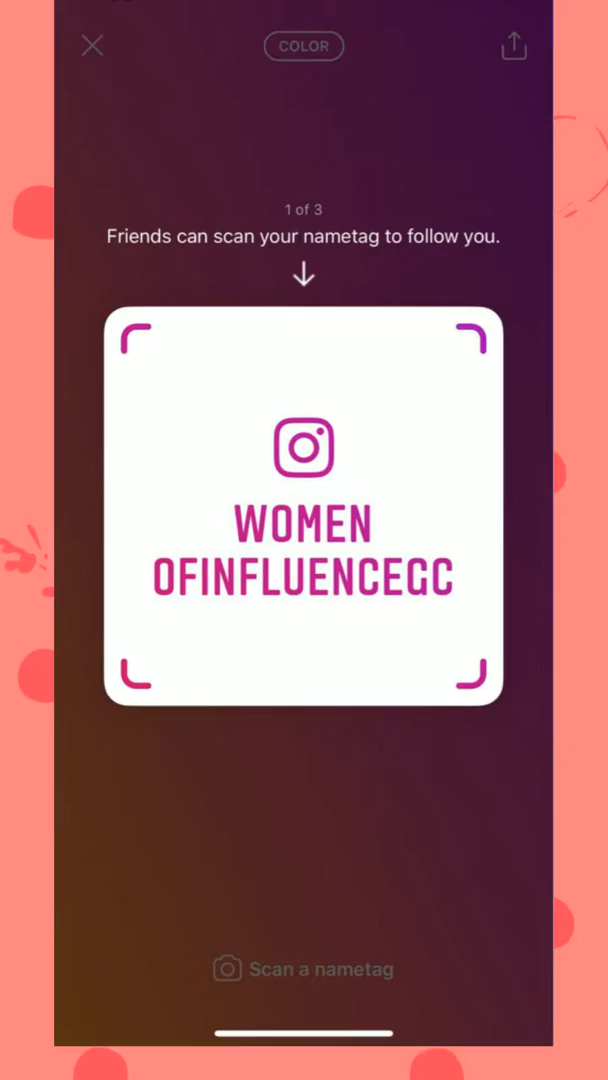 COLOR
1 of 3
Friends can scan your nametag to follow you.
WOMEN
OFINFLUENCEGC
Scan a nametag